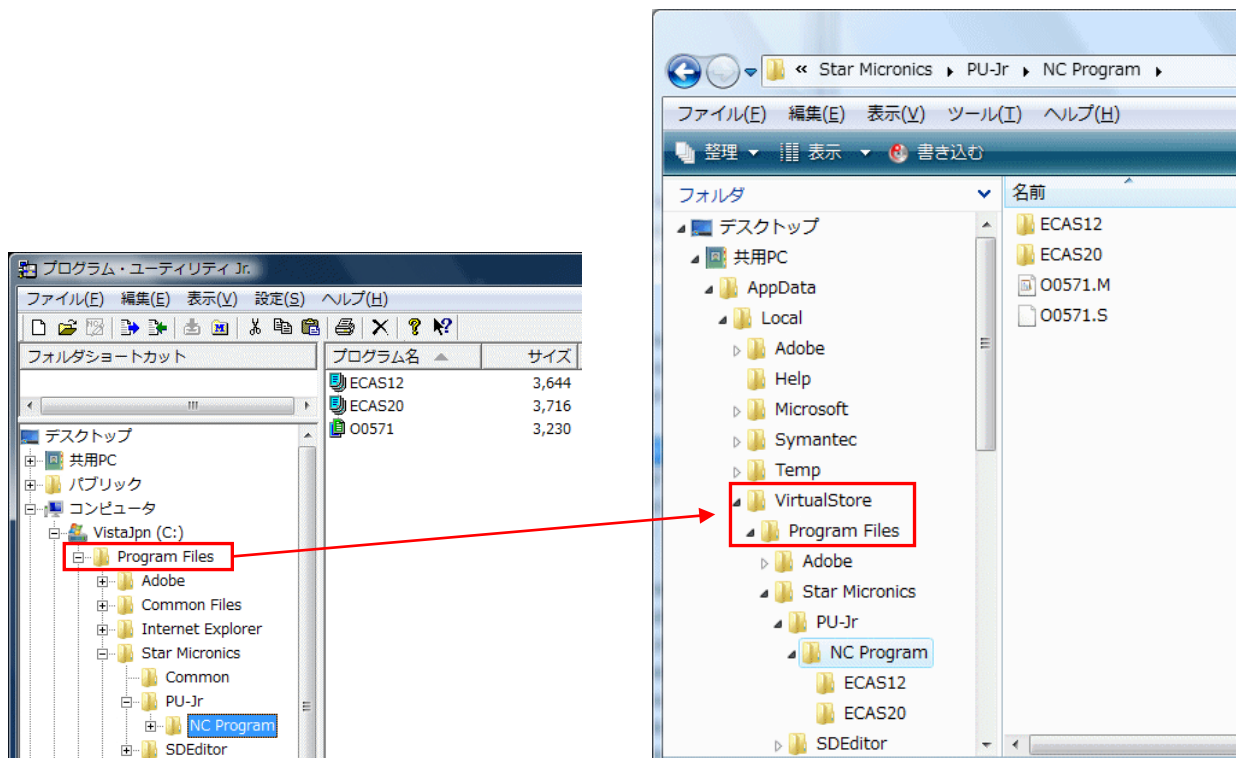 プログラム・ユーティリティ Jr.
ファイル(F) 編集(E) 表示(V) 設定(S) ヘルプ(H)
フォルダショートカット
プログラム名 サイズ
ECAS12 3,644
ECAS20 3,716
O0571 3,230
デスクトップ
共用PC
パブリック
コンピュータ
VistaJpn (C:)
Program Files
Adobe
Common Files
Internet Explorer
Star Micronics
Common
PU-Jr
NC Program
SDEditor
« Star Micronics PU-Jr NC Program
ファイル(F) 編集(E) 表示(V) ツール(T) ヘルプ(H)
整理 表示 書き込む
フォルダ
デスクトップ
共用PC
AppData
Local
Adobe
Help
Microsoft
Symantec
Temp
VirtualStore
Program Files
Adobe
Star Micronics
PU-Jr
NC Program
ECAS12
ECAS20
SDEditor
名前
ECAS12
ECAS20
O0571.M
O0571.S